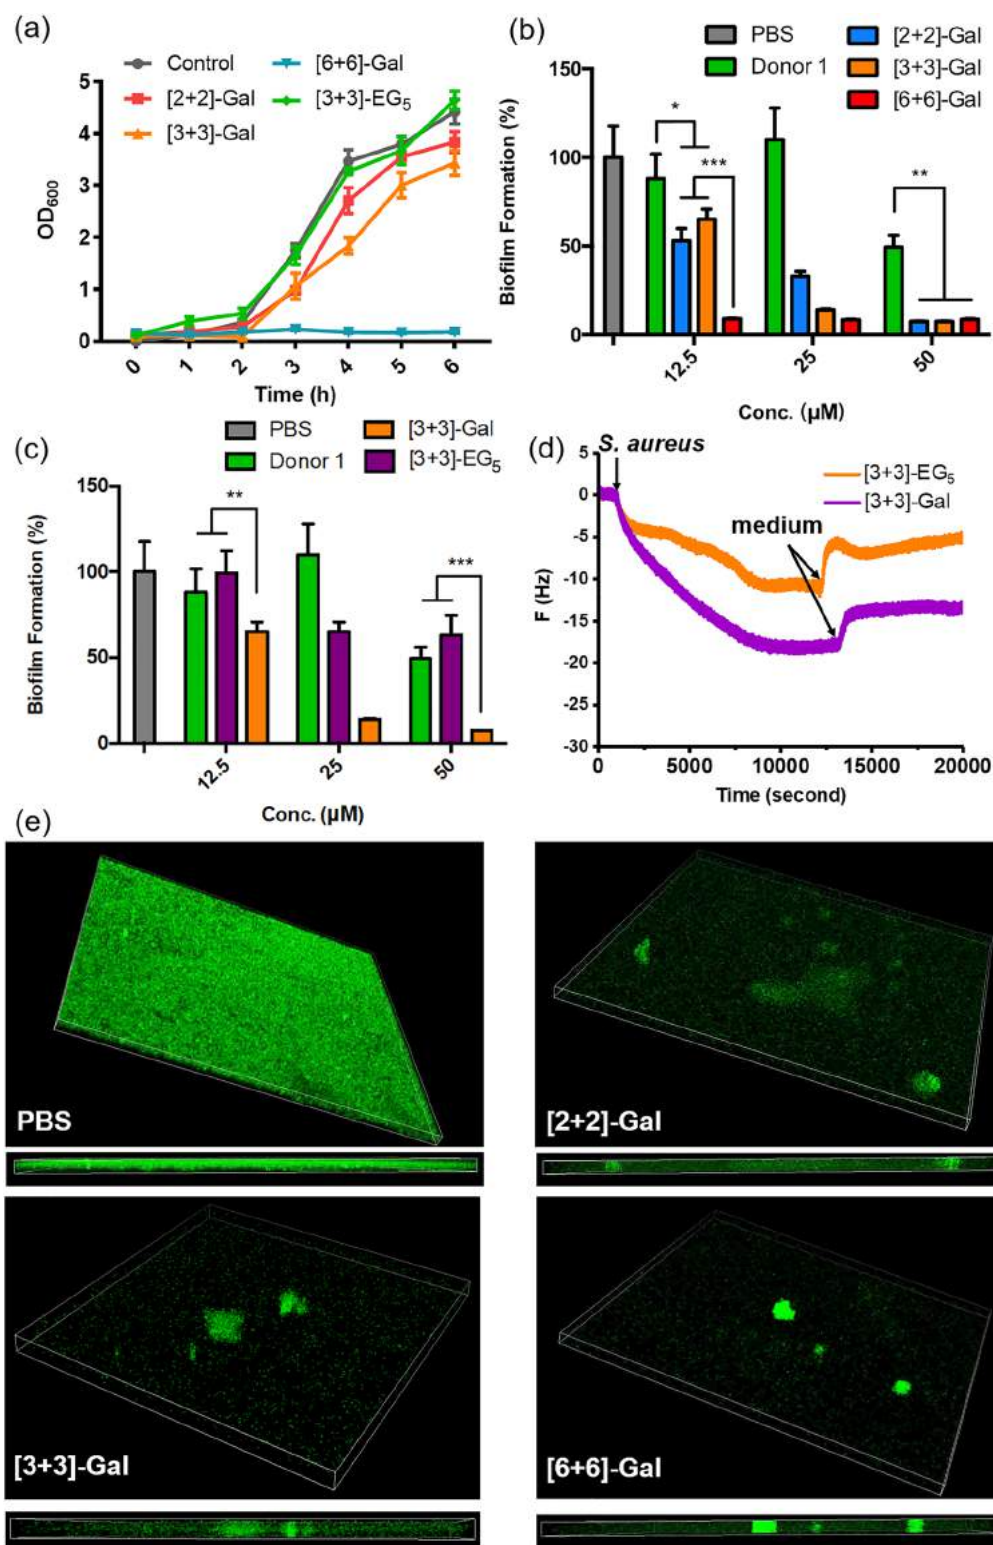 (a)
Control
[6+6]-Gal
[2+2]-Gal
[3+3]-EG5
[3+3]-Gal
5
4
3
2
1
0
OD600
0 1 2 3 4 5 6
Time (h)
(b)
PBS
[2+2]-Gal
Donor 1
[3+3]-Gal
[6+6]-Gal
150
100
50
0
Biofilm Formation (%)
*
***
**
12.5 25 50
Conc. (µM)
(c)
PBS
[3+3]-Gal
Donor 1
[3+3]-EG5
150
100
50
0
Biofilm Formation (%)
**
***
12.5 25 50
Conc. (µM)
(d)
S. aureus
[3+3]-EG5
[3+3]-Gal
medium
5
0
-5
-10
-15
-20
-25
-30
F (Hz)
0 5000 10000 15000 20000
Time (second)
(e)
PBS
[2+2]-Gal
[3+3]-Gal
[6+6]-Gal